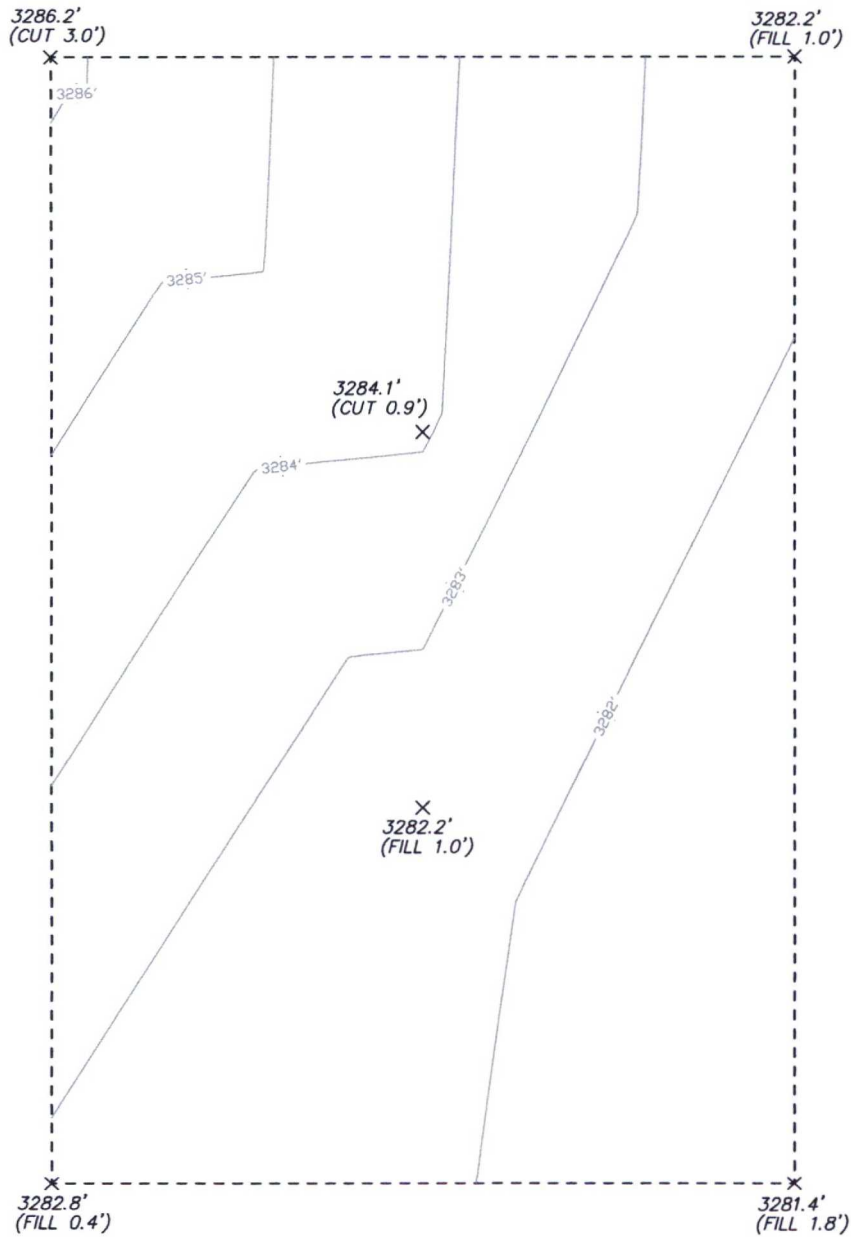 3286.2'
(CUT 3.0')
3282.2'
(FILL 1.0')
3286'
3285'
3284.1'
(CUT 0.9')
3284'
3283'
3282'
3282.2'
(FILL 1.0')
3282.8'
(FILL 0.4')
3281.4'
(FILL 1.8')